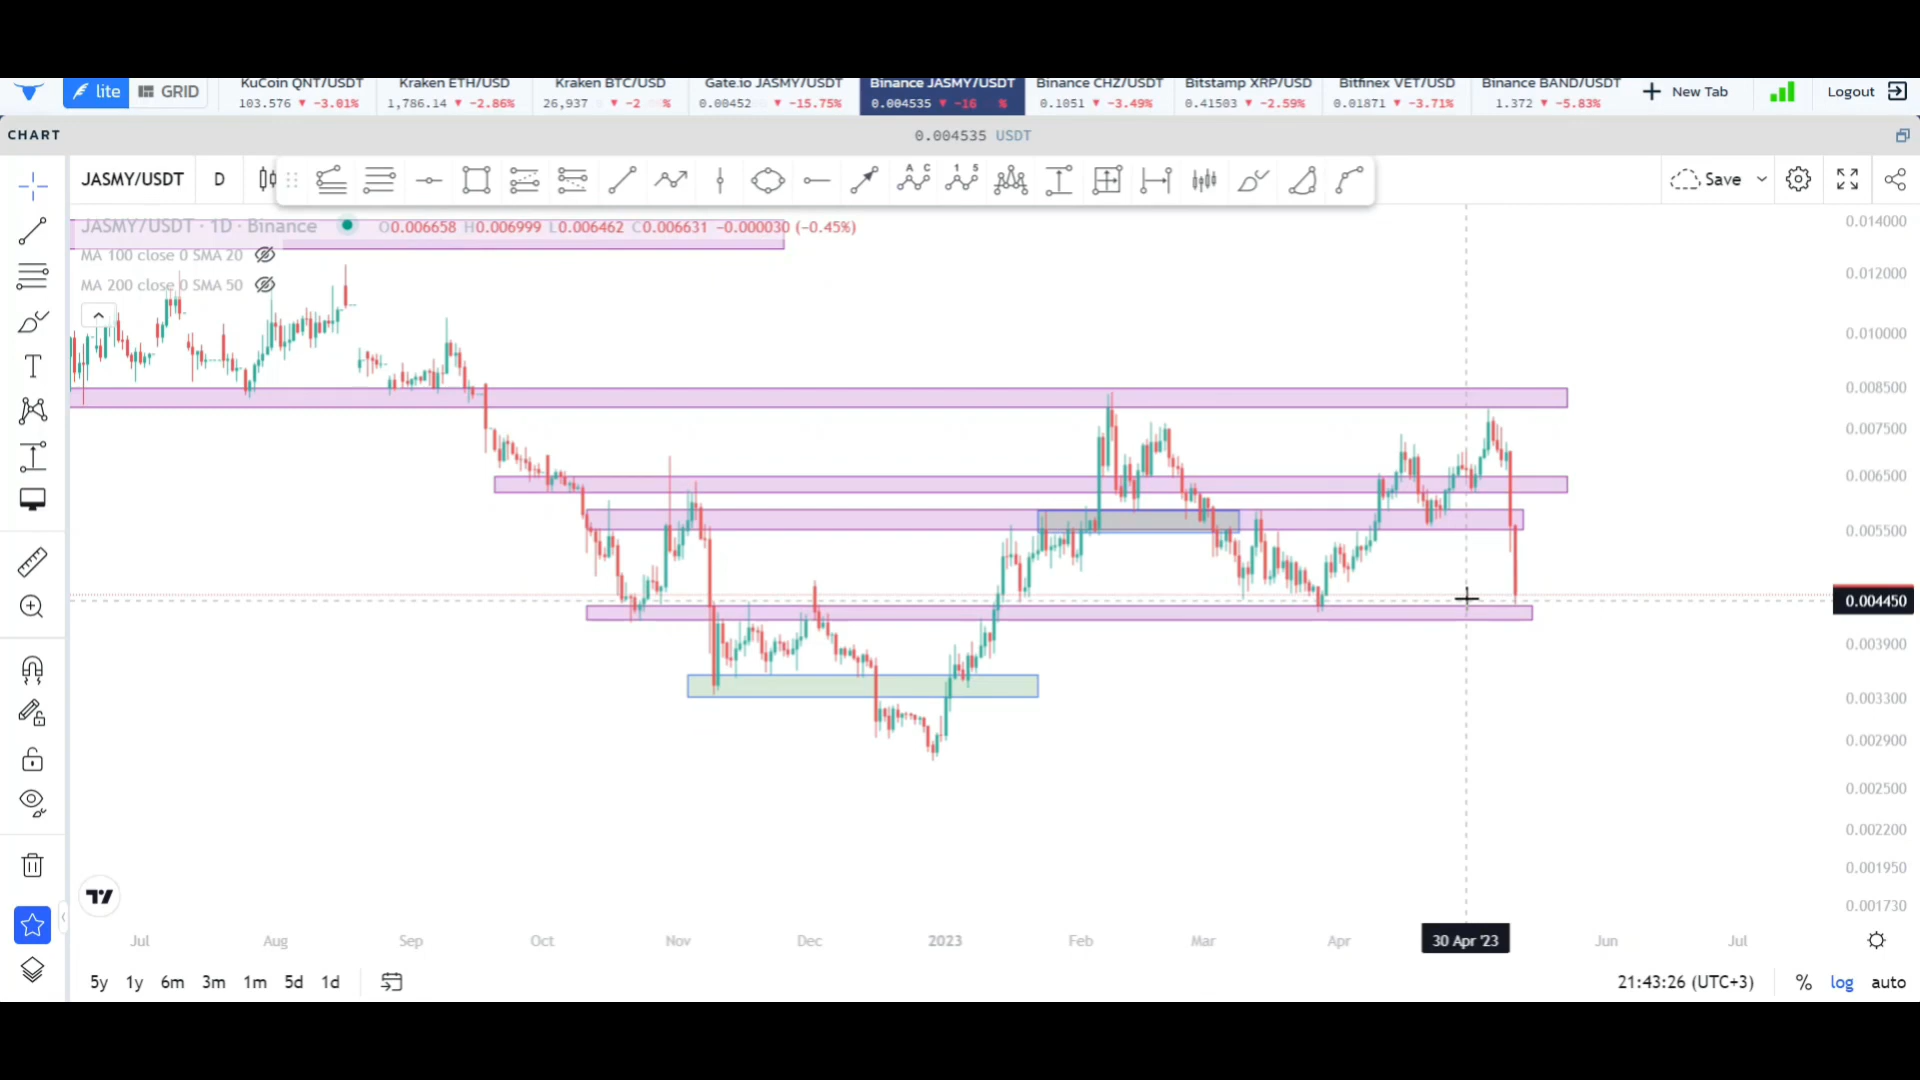 KuCoin QNT/USDT Kraken ETH/USD Kraken BTC/USD Gate.io JASMY/USDT Binance JASMY/USDT Binance CHZ/USDT Bitstamp XRP/USD Bitfinex VET/USD Binance BAND/USDT
lite GRID 103.576 ▼ -3.01% 1,786.14 ▼ -2.86% 26,937 ▼ -2 % 0.00452 ▼ -15.75% 0.004535 ▼ -16 % 0.1051 ▼ -3.49% 0.41503 ▼ -2.59% 0.01871 ▼ -3.71% 1.372 ▼ -5.83% New Tab Logout
CHART 0.004535 USDT
JASMY/USDT D A C 1 5 Save
JASMY/USDT · 1D · Binance O0.006658 H0.006999 L0.006462 C0.006631 -0.000030 (-0.45%)
MA 100 close 0 SMA 20
MA 200 close 0 SMA 50
T
0.014000
0.012000
0.010000
0.008500
0.007500
0.006500
0.005500
0.004450
0.003900
0.003300
0.002900
0.002500
0.002200
0.001950
0.001730
Jul Aug Sep Oct Nov Dec 2023 Feb Mar Apr 30 Apr '23 Jun Jul
5y 1y 6m 3m 1m 5d 1d 21:43:26 (UTC+3) % log auto